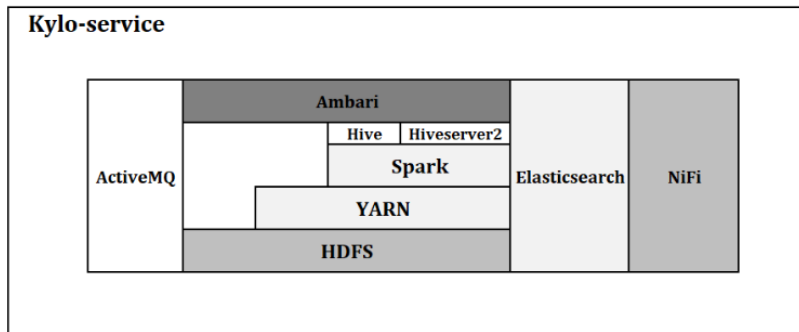 Kylo-service
Ambari
Hive Hiveserver2
Spark
ActiveMQ
Elasticsearch
NiFi
YARN
HDFS